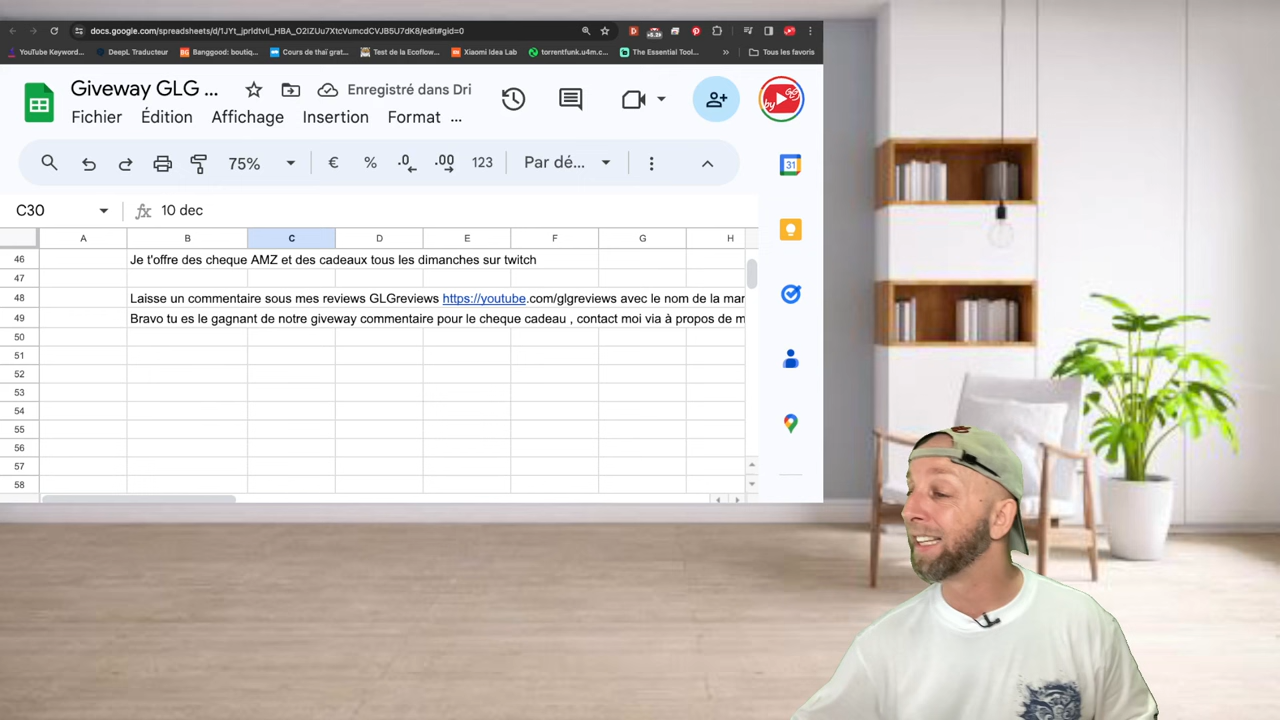 docs.google.com/spreadsheets/d/1JYt_jprldtvIi_HBA_O2IZUu7XtcVumcdCVJB5U7dK8/edit#gid=0
YouTube Keyword... DeepL Traducteur Banggood: boutiq... Cours de thaï grat... Test de la Ecoflow... Xiaomi Idea Lab torrentfunk.u4m.c... The Essential Tool... » Tous les favoris
Giveway GLG ... Enregistré dans Dri
Fichier Édition Affichage Insertion Format ...
75% € % .0 .00 123 Par dé...
31
C30 fx 10 dec
A B C D E F G H
46 Je t'offre des cheque AMZ et des cadeaux tous les dimanches sur twitch
47
48 Laisse un commentaire sous mes reviews GLGreviews https://youtube.com/glgreviews avec le nom de la mar
49 Bravo tu es le gagnant de notre giveway commentaire pour le cheque cadeau , contact moi via à propos de m
50
51
52
53
54
55
56
57
58